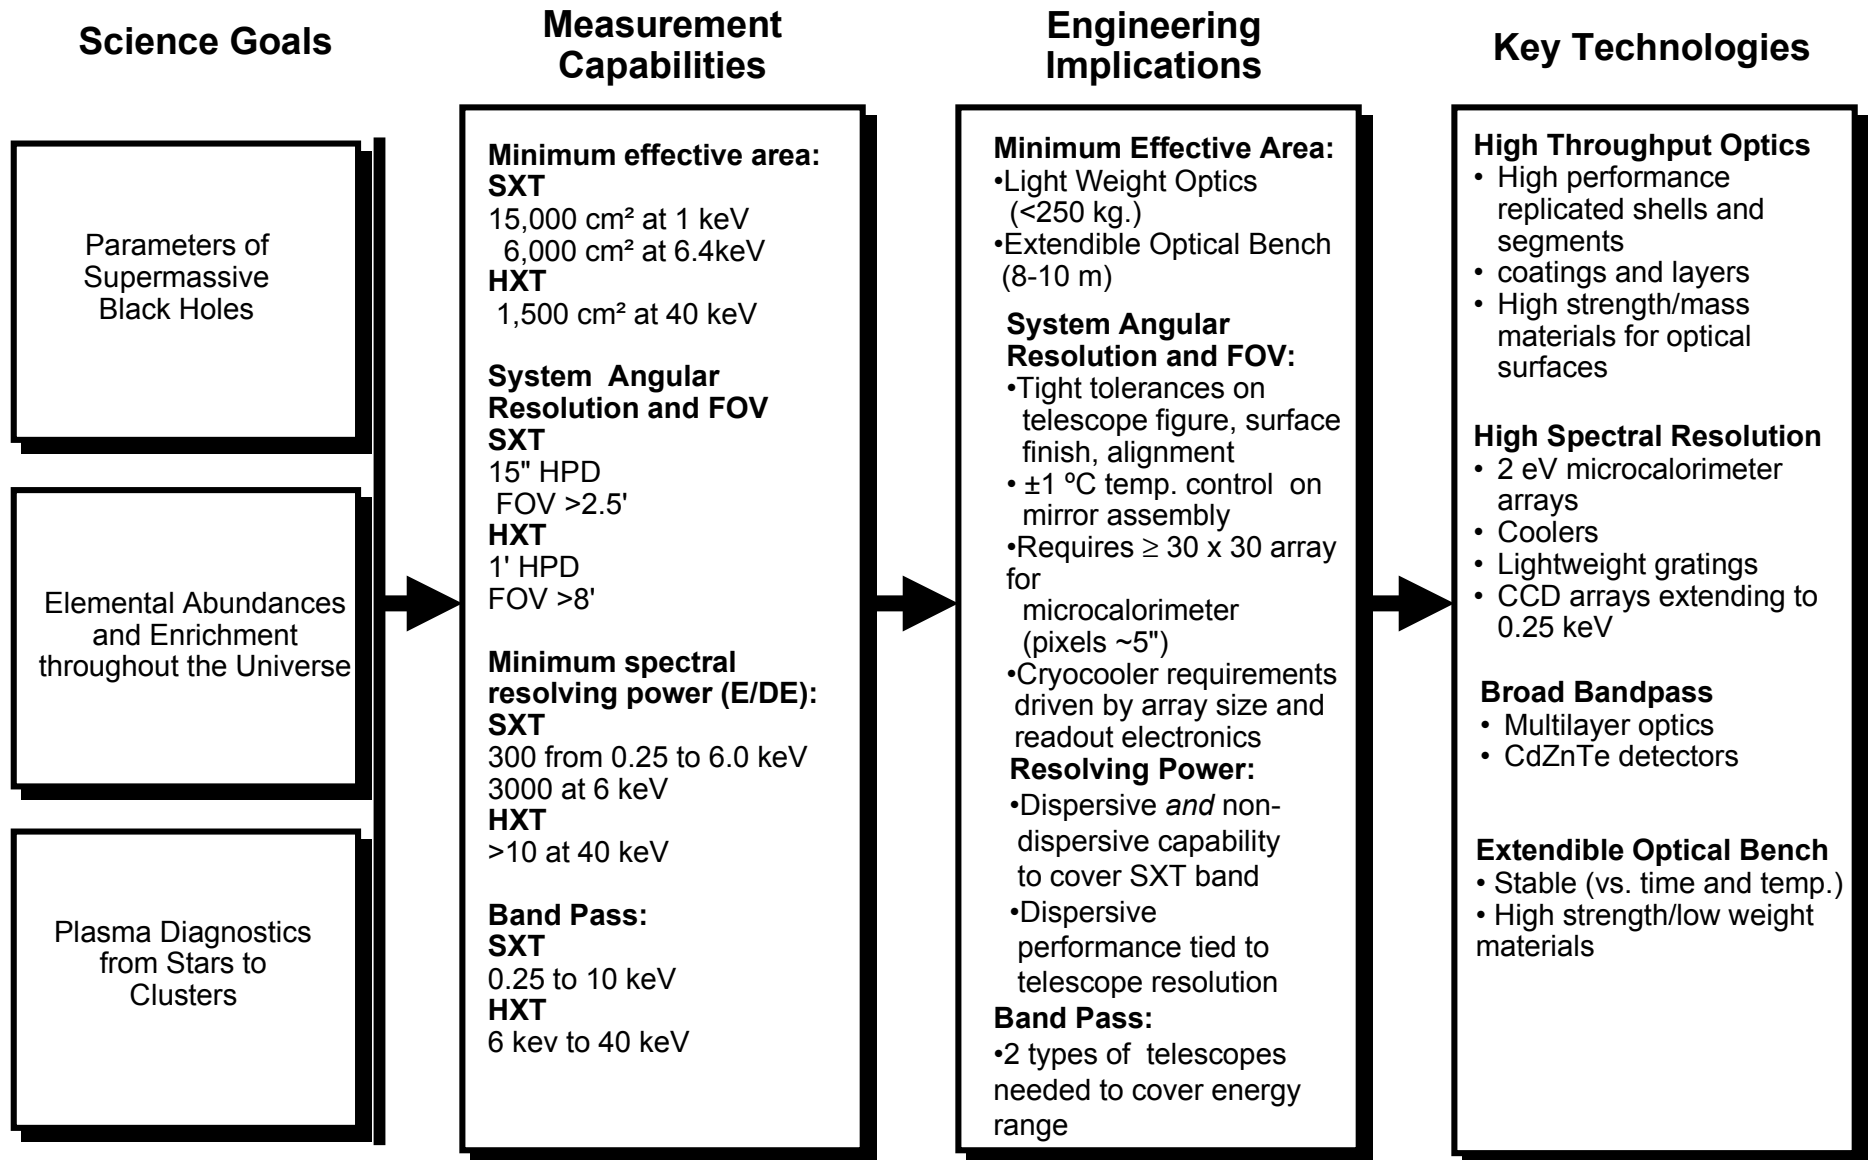 Science Goals
Parameters of
Supermassive
Black Holes
Elemental Abundances
and Enrichment
throughout the Universe
Plasma Diagnostics
from Stars to
Clusters
Measurement
Capabilities
Minimum effective area:
SXT
15,000 cm² at 1 keV
6,000 cm² at 6.4keV
HXT
1,500 cm² at 40 keV
System Angular
Resolution and FOV
SXT
15" HPD
FOV >2.5'
HXT
1' HPD
FOV >8'
Minimum spectral
resolving power (E/DE):
SXT
300 from 0.25 to 6.0 keV
3000 at 6 keV
HXT
>10 at 40 keV
Band Pass:
SXT
0.25 to 10 keV
HXT
6 kev to 40 keV
Engineering
Implications
Minimum Effective Area:
•Light Weight Optics
(<250 kg.)
•Extendible Optical Bench
(8-10 m)
System Angular
Resolution and FOV:
•Tight tolerances on
telescope figure, surface
finish, alignment
• ±1 ºC temp. control on
mirror assembly
•Requires ≥ 30 x 30 array
for
microcalorimeter
(pixels ~5")
•Cryocooler requirements
driven by array size and
readout electronics
Resolving Power:
•Dispersive and non-
dispersive capability
to cover SXT band
•Dispersive
performance tied to
telescope resolution
Band Pass:
•2 types of telescopes
needed to cover energy
range
Key Technologies
High Throughput Optics
• High performance
replicated shells and
segments
• coatings and layers
• High strength/mass
materials for optical
surfaces
High Spectral Resolution
• 2 eV microcalorimeter
arrays
• Coolers
• Lightweight gratings
• CCD arrays extending to
0.25 keV
Broad Bandpass
• Multilayer optics
• CdZnTe detectors
Extendible Optical Bench
• Stable (vs. time and temp.)
• High strength/low weight
materials